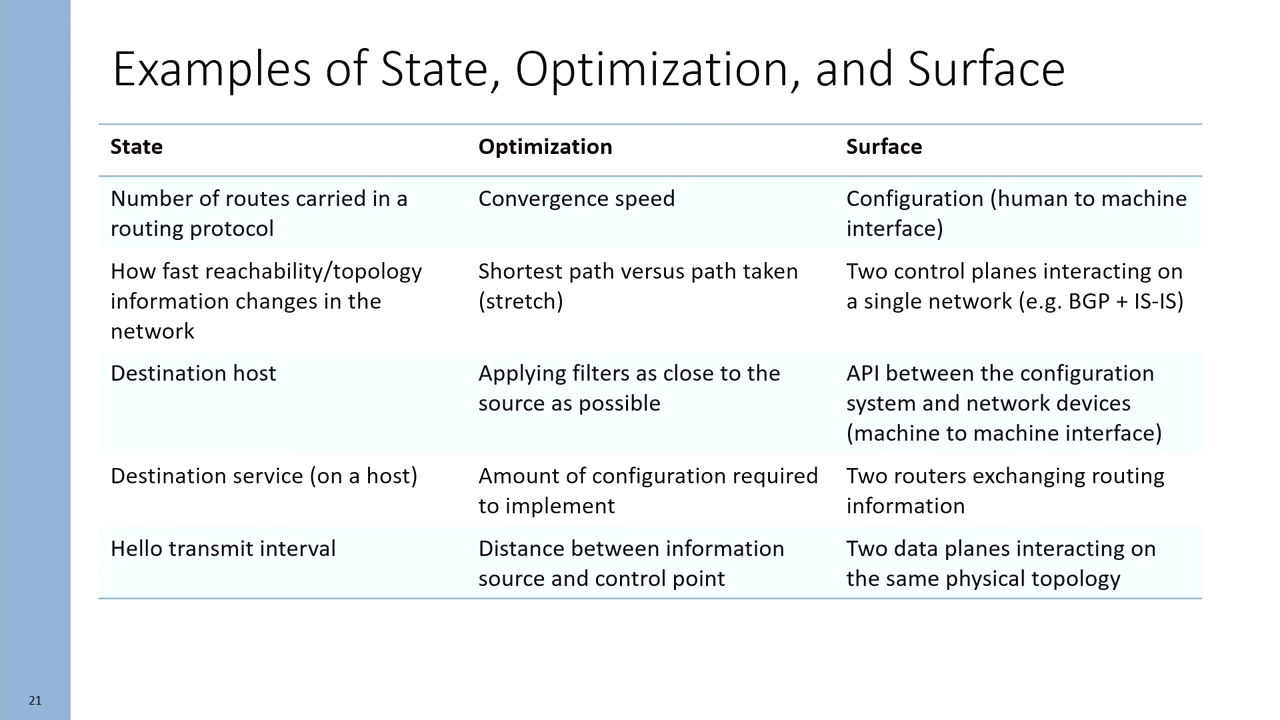 Examples of State, Optimization, and Surface
State
Optimization
Surface
Number of routes carried in a
routing protocol
Convergence speed
Configuration (human to machine
interface)
How fast reachability/topology
information changes in the
network
Shortest path versus path taken
(stretch)
Two control planes interacting on
a single network (e.g. BGP + IS-IS)
Destination host
Applying filters as close to the
source as possible
API between the configuration
system and network devices
(machine to machine interface)
Destination service (on a host)
Amount of configuration required
to implement
Two routers exchanging routing
information
Hello transmit interval
Distance between information
source and control point
Two data planes interacting on
the same physical topology
21